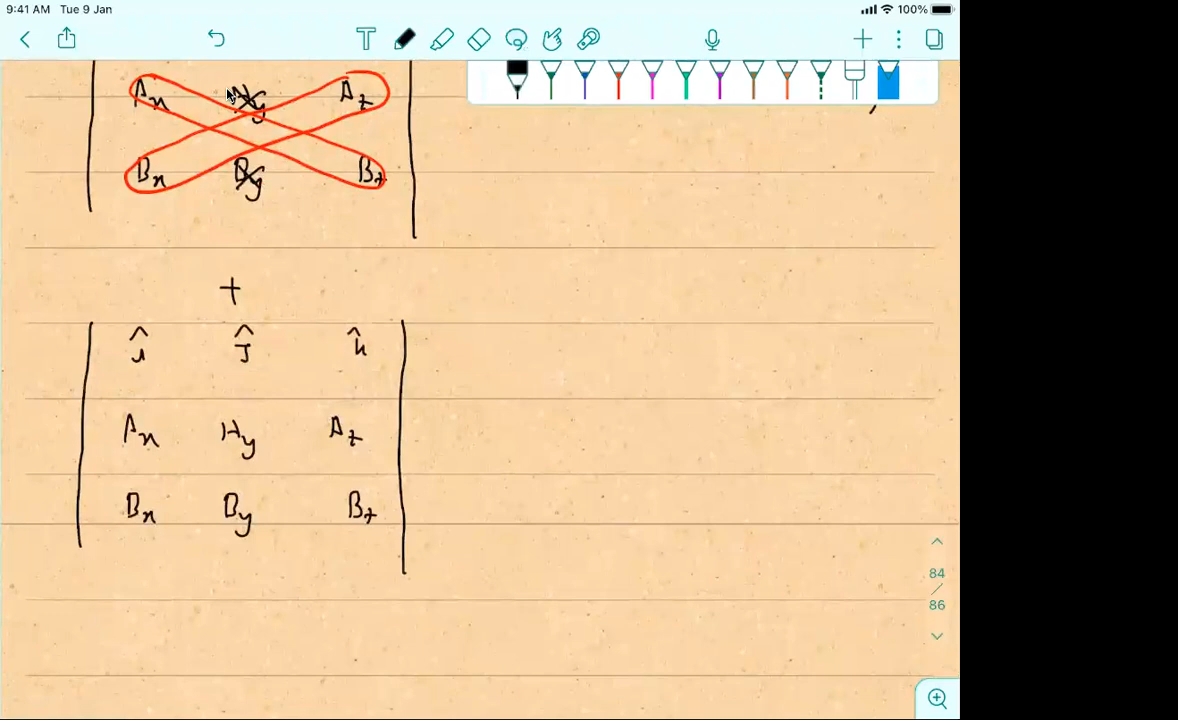 9:41 AM Tue 9 Jan
100%
Ax Ay Az
Bx By Bz
+
î ĵ k̂
Ax Ay Az
Bx By Bz
84
/
86